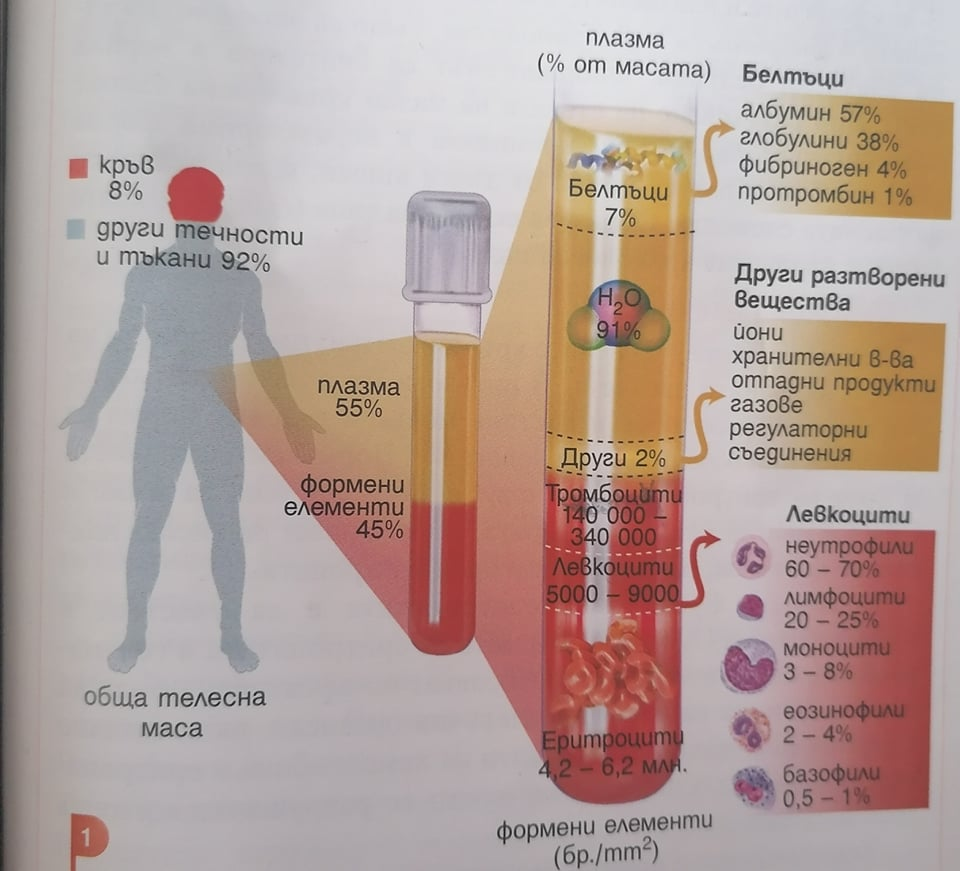 плазма
(% от масата)
Белтъци
албумин 57%
глобулини 38%
фибриноген 4%
протромбин 1%
кръв
8%
други течности
и тъкани 92%
Белтъци
7%
H₂O
91%
Други разтворени
вещества
йони
хранителни в-ва
отпадни продукти
газове
регулаторни
съединения
плазма
55%
формени
елементи
45%
Други 2%
Тромбоцити
140 000 –
340 000
Левкоцити
5000 – 9000
Левкоцити
неутрофили
60 – 70%
лимфоцити
20 – 25%
моноцити
3 – 8%
еозинофили
2 – 4%
базофили
0,5 – 1%
обща телесна
маса
Еритроцити
4,2 – 6,2 млн.
формени елементи
(бр./mm²)
1